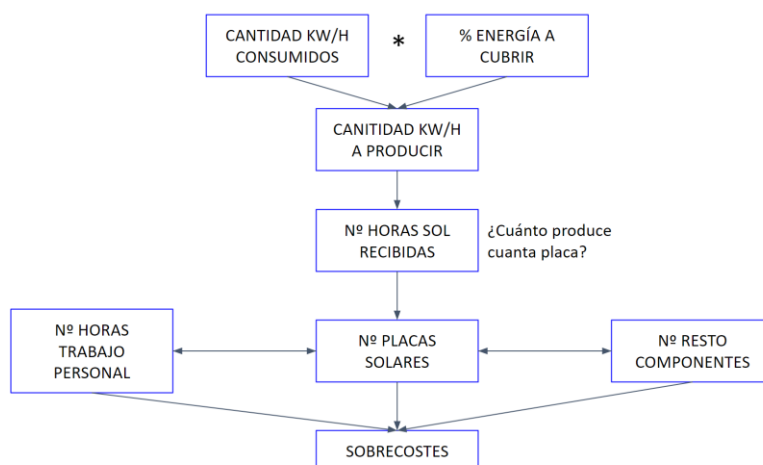 CANTIDAD KW/H
CONSUMIDOS
*
% ENERGÍA A
CUBRIR
CANITIDAD KW/H
A PRODUCIR
Nº HORAS SOL
RECIBIDAS
¿Cuánto produce
cuanta placa?
Nº HORAS
TRABAJO
PERSONAL
Nº PLACAS
SOLARES
Nº RESTO
COMPONENTES
SOBRECOSTES